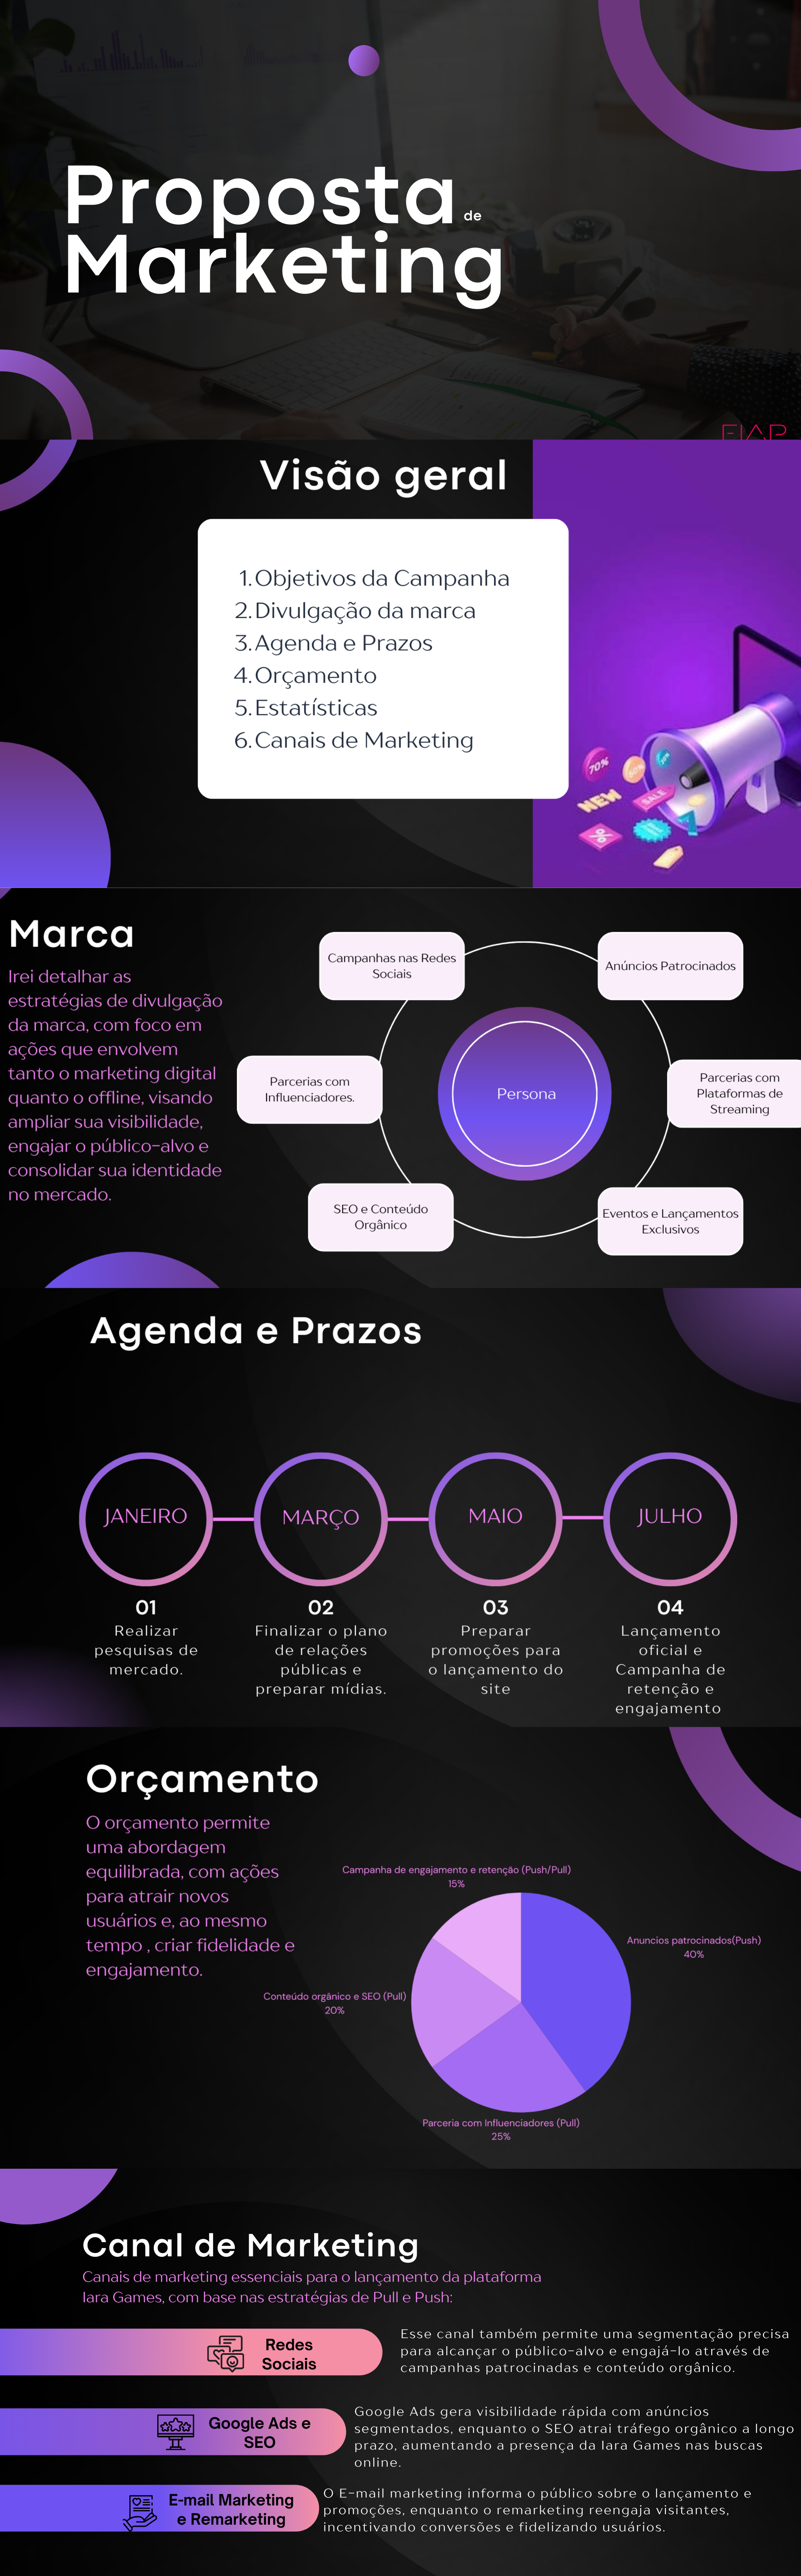 Proposta de
Marketing
FIAP
Visão geral
1. Objetivos da Campanha
2. Divulgação da marca
3. Agenda e Prazos
4. Orçamento
5. Estatísticas
6. Canais de Marketing
70%
50%
NEW
SALE
Marca
Irei detalhar as
estratégias de divulgação
da marca, com foco em
ações que envolvem
tanto o marketing digital
quanto o offline, visando
ampliar sua visibilidade,
engajar o público-alvo e
consolidar sua identidade
no mercado.
Campanhas nas Redes
Sociais
Anúncios Patrocinados
Parcerias com
Influenciadores.
Persona
Parcerias com
Plataformas de
Streaming
SEO e Conteúdo
Orgânico
Eventos e Lançamentos
Exclusivos
Agenda e Prazos
JANEIRO
MARÇO
MAIO
JULHO
01
Realizar
pesquisas de
mercado.
02
Finalizar o plano
de relações
públicas e
preparar mídias.
03
Preparar
promoções para
o lançamento do
site
04
Lançamento
oficial e
Campanha de
retenção e
engajamento
Orçamento
O orçamento permite
uma abordagem
equilibrada, com ações
para atrair novos
usuários e, ao mesmo
tempo , criar fidelidade e
engajamento.
Campanha de engajamento e retenção (Push/Pull)
15%
Anuncios patrocinados(Push)
40%
Conteúdo orgânico e SEO (Pull)
20%
Parceria com Influenciadores (Pull)
25%
Canal de Marketing
Canais de marketing essenciais para o lançamento da plataforma
Iara Games, com base nas estratégias de Pull e Push:
Redes
Sociais
Esse canal também permite uma segmentação precisa
para alcançar o público-alvo e engajá-lo através de
campanhas patrocinadas e conteúdo orgânico.
Google Ads e
SEO
Google Ads gera visibilidade rápida com anúncios
segmentados, enquanto o SEO atrai tráfego orgânico a longo
prazo, aumentando a presença da Iara Games nas buscas
online.
E-mail Marketing
e Remarketing
O E-mail marketing informa o público sobre o lançamento e
promoções, enquanto o remarketing reengaja visitantes,
incentivando conversões e fidelizando usuários.